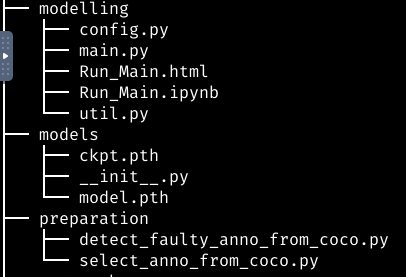 modelling
config.py
main.py
Run_Main.html
Run_Main.ipynb
util.py
models
ckpt.pth
__init__.py
model.pth
preparation
detect_faulty_anno_from_coco.py
select_anno_from_coco.py